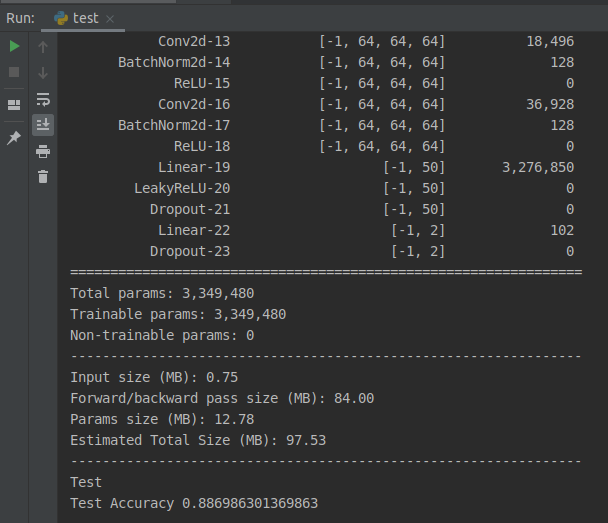 Run: test ×
Conv2d-13 [-1, 64, 64, 64] 18,496
BatchNorm2d-14 [-1, 64, 64, 64] 128
ReLU-15 [-1, 64, 64, 64] 0
Conv2d-16 [-1, 64, 64, 64] 36,928
BatchNorm2d-17 [-1, 64, 64, 64] 128
ReLU-18 [-1, 64, 64, 64] 0
Linear-19 [-1, 50] 3,276,850
LeakyReLU-20 [-1, 50] 0
Dropout-21 [-1, 50] 0
Linear-22 [-1, 2] 102
Dropout-23 [-1, 2] 0
================================================================
Total params: 3,349,480
Trainable params: 3,349,480
Non-trainable params: 0
----------------------------------------------------------------
Input size (MB): 0.75
Forward/backward pass size (MB): 84.00
Params size (MB): 12.78
Estimated Total Size (MB): 97.53
----------------------------------------------------------------
Test
Test Accuracy 0.886986301369863